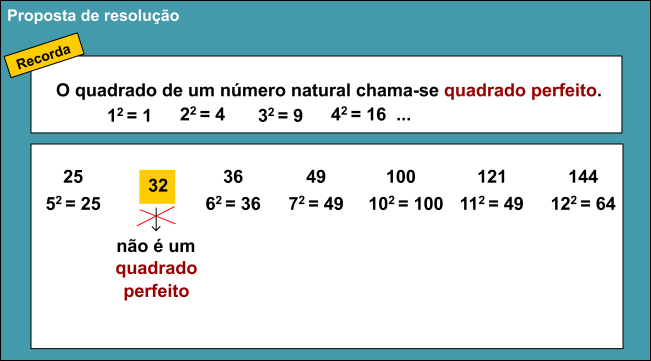 Proposta de resolução
Recorda
O quadrado de um número natural chama-se quadrado perfeito.
1² = 1 2² = 4 3² = 9 4² = 16 ...
25 32 36 49 100 121 144
5² = 25 6² = 36 7² = 49 10² = 100 11² = 49 12² = 64
não é um
quadrado
perfeito